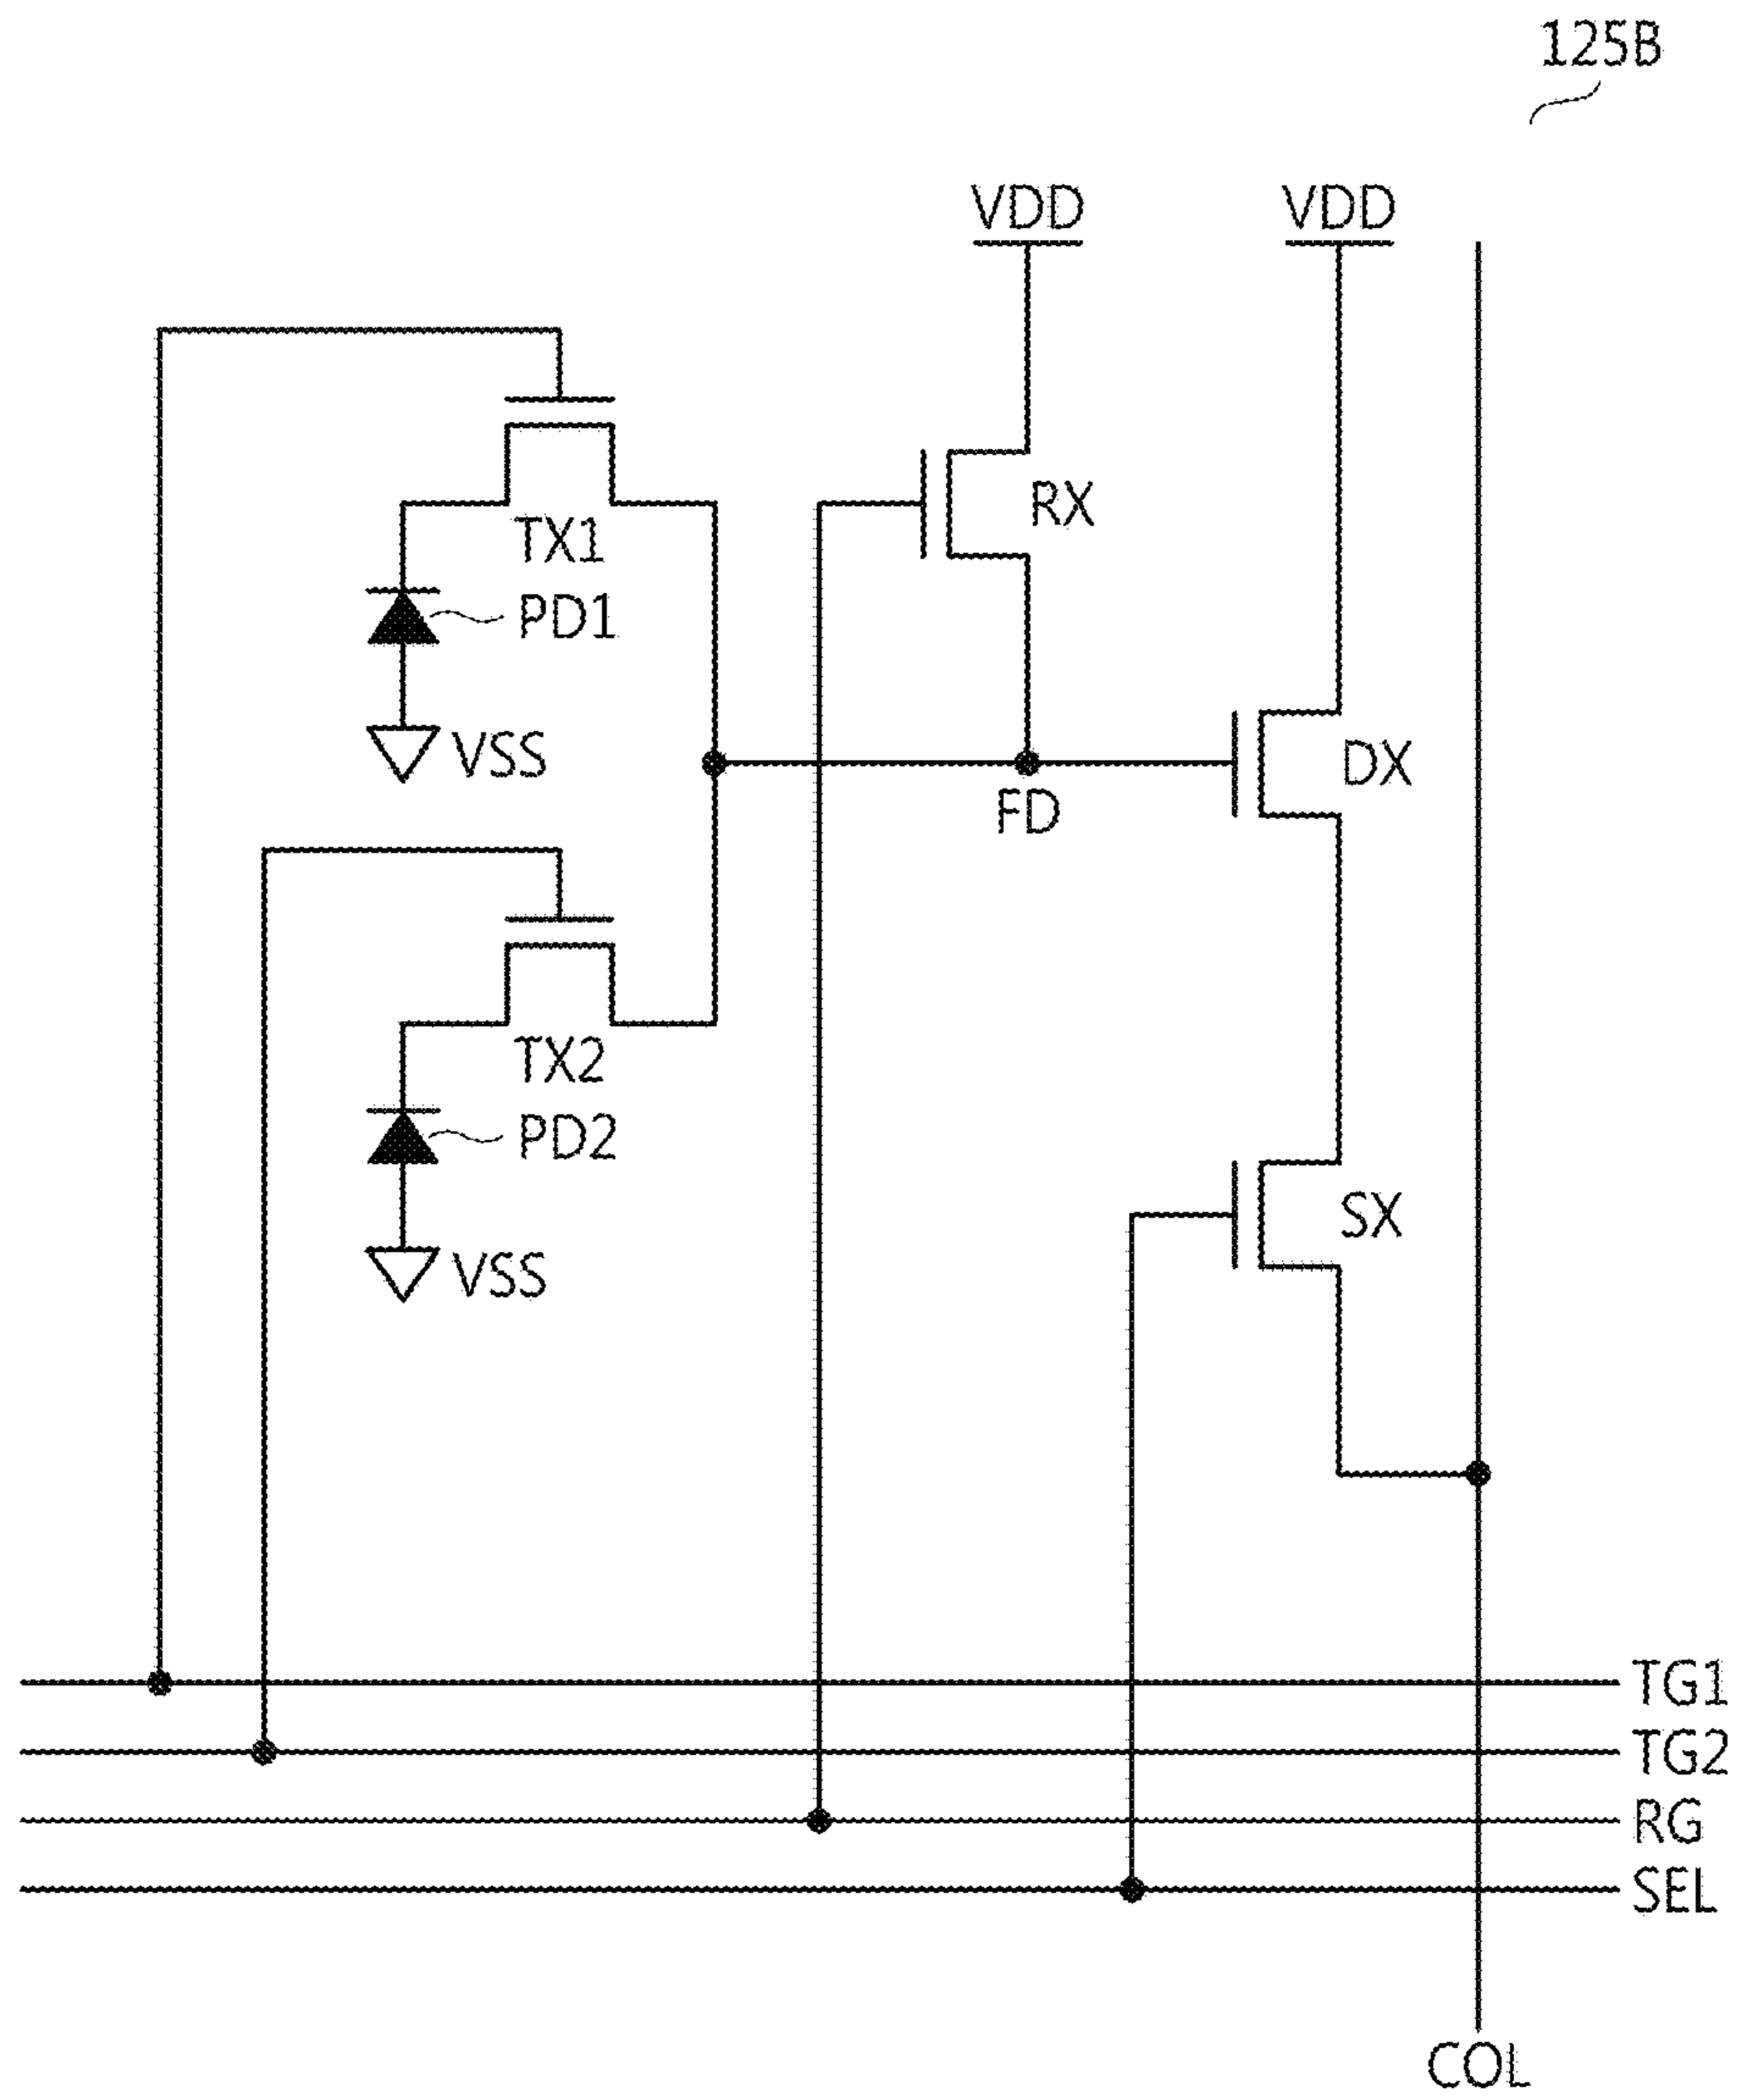 125B
VDD VDD
TX1
RX
PD1
VSS
DX
FD
TX2
PD2
SX
VSS
TG1
TG2
RG
SEL
COL